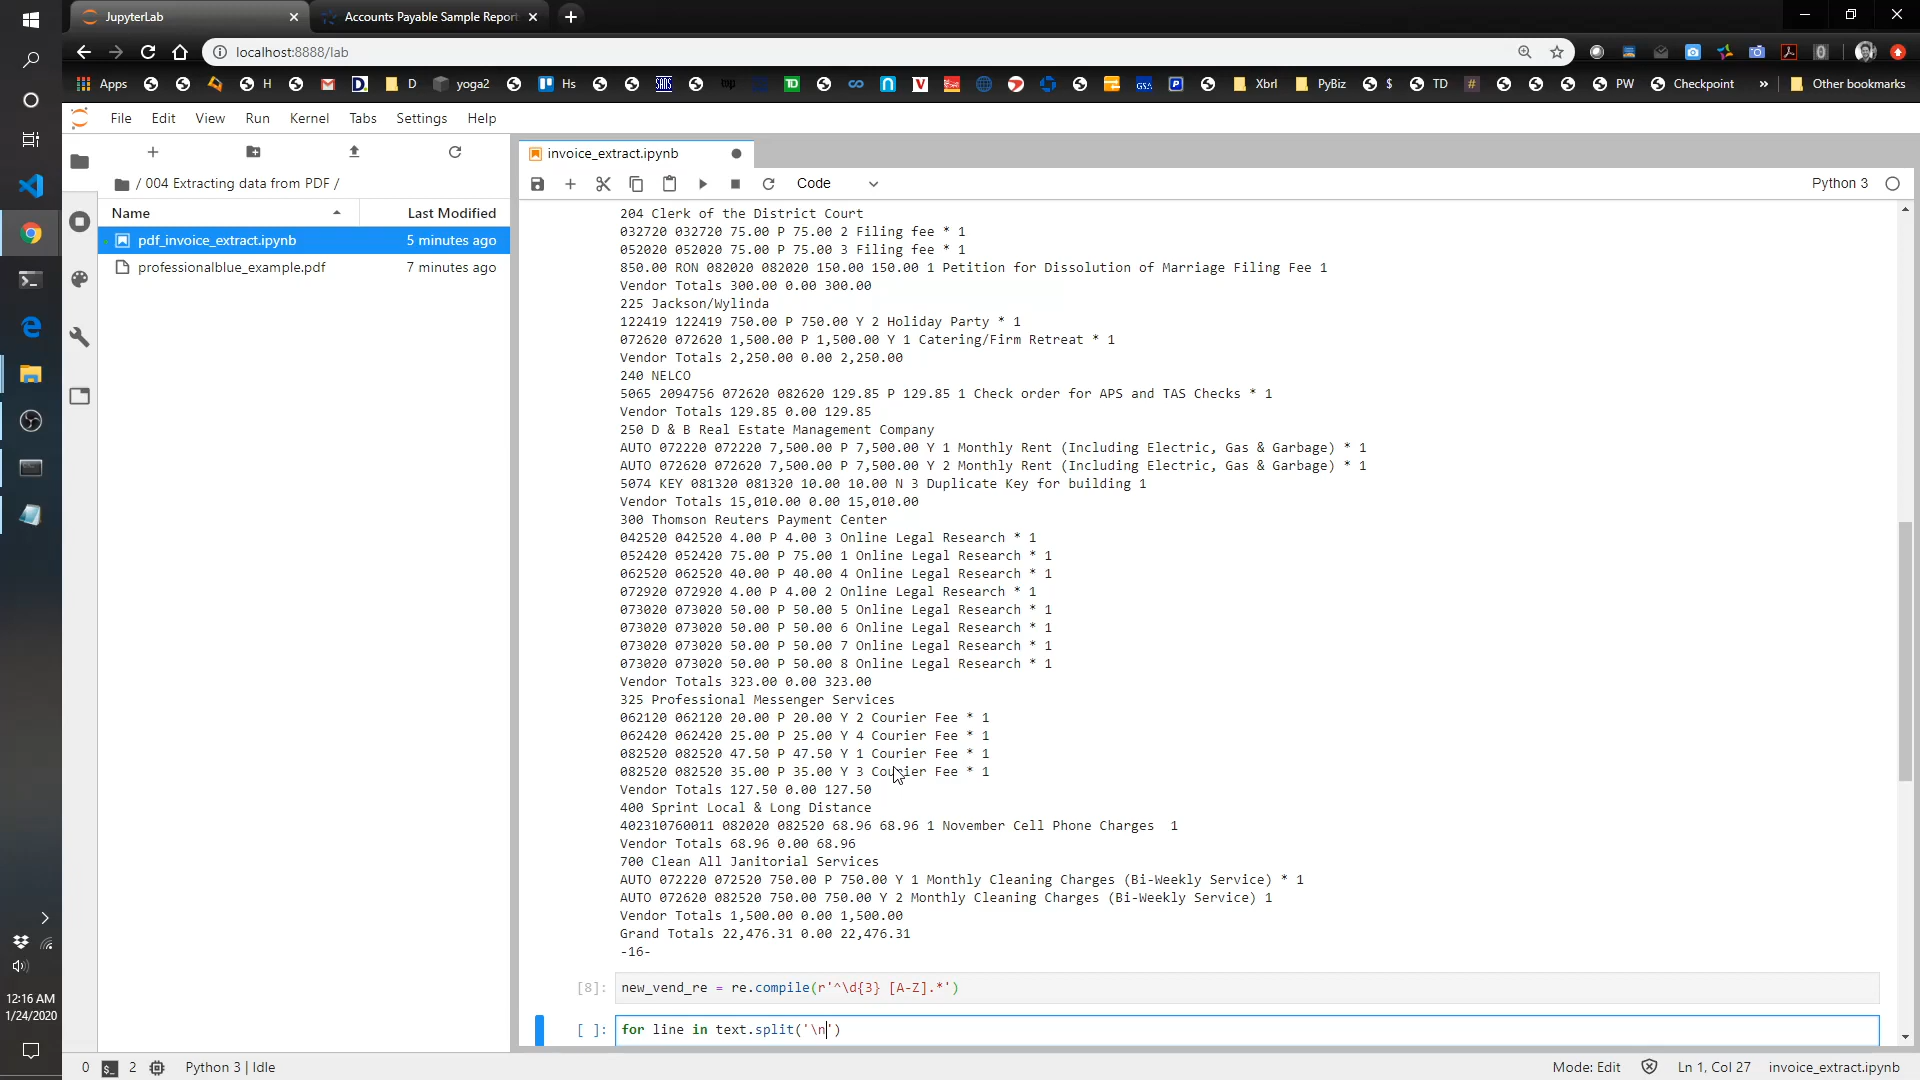 JupyterLab
Accounts Payable Sample Report
localhost:8888/lab
Apps
H
D
yoga2
Hs
TD
Xbrl
PyBiz
$
TD
PW
Checkpoint
»
Other bookmarks
File Edit View Run Kernel Tabs Settings Help
/ 004 Extracting data from PDF /
Name Last Modified
pdf_invoice_extract.ipynb 5 minutes ago
professionalblue_example.pdf 7 minutes ago
invoice_extract.ipynb
Code
Python 3
204 Clerk of the District Court
032720 032720 75.00 P 75.00 2 Filing fee * 1
052020 052020 75.00 P 75.00 3 Filing fee * 1
850.00 RON 082020 082020 150.00 150.00 1 Petition for Dissolution of Marriage Filing Fee 1
Vendor Totals 300.00 0.00 300.00
225 Jackson/Wylinda
122419 122419 750.00 P 750.00 Y 2 Holiday Party * 1
072620 072620 1,500.00 P 1,500.00 Y 1 Catering/Firm Retreat * 1
Vendor Totals 2,250.00 0.00 2,250.00
240 NELCO
5065 2094756 072620 082620 129.85 P 129.85 1 Check order for APS and TAS Checks * 1
Vendor Totals 129.85 0.00 129.85
250 D & B Real Estate Management Company
AUTO 072220 072220 7,500.00 P 7,500.00 Y 1 Monthly Rent (Including Electric, Gas & Garbage) * 1
AUTO 072620 072620 7,500.00 P 7,500.00 Y 2 Monthly Rent (Including Electric, Gas & Garbage) * 1
5074 KEY 081320 081320 10.00 10.00 N 3 Duplicate Key for building 1
Vendor Totals 15,010.00 0.00 15,010.00
300 Thomson Reuters Payment Center
042520 042520 4.00 P 4.00 3 Online Legal Research * 1
052420 052420 75.00 P 75.00 1 Online Legal Research * 1
062520 062520 40.00 P 40.00 4 Online Legal Research * 1
072920 072920 4.00 P 4.00 2 Online Legal Research * 1
073020 073020 50.00 P 50.00 5 Online Legal Research * 1
073020 073020 50.00 P 50.00 6 Online Legal Research * 1
073020 073020 50.00 P 50.00 7 Online Legal Research * 1
073020 073020 50.00 P 50.00 8 Online Legal Research * 1
Vendor Totals 323.00 0.00 323.00
325 Professional Messenger Services
062120 062120 20.00 P 20.00 Y 2 Courier Fee * 1
062420 062420 25.00 P 25.00 Y 4 Courier Fee * 1
082520 082520 47.50 P 47.50 Y 1 Courier Fee * 1
082520 082520 35.00 P 35.00 Y 3 Courier Fee * 1
Vendor Totals 127.50 0.00 127.50
400 Sprint Local & Long Distance
402310760011 082020 082520 68.96 68.96 1 November Cell Phone Charges 1
Vendor Totals 68.96 0.00 68.96
700 Clean All Janitorial Services
AUTO 072220 072520 750.00 P 750.00 Y 1 Monthly Cleaning Charges (Bi-Weekly Service) * 1
AUTO 072620 082520 750.00 750.00 Y 2 Monthly Cleaning Charges (Bi-Weekly Service) 1
Vendor Totals 1,500.00 0.00 1,500.00
Grand Totals 22,476.31 0.00 22,476.31
-16-
[8]: new_vend_re = re.compile(r'^\d{3} [A-Z].*')
[ ]: for line in text.split('\n')
12:16 AM
1/24/2020
0 2 Python 3 | Idle
Mode: Edit Ln 1, Col 27 invoice_extract.ipynb